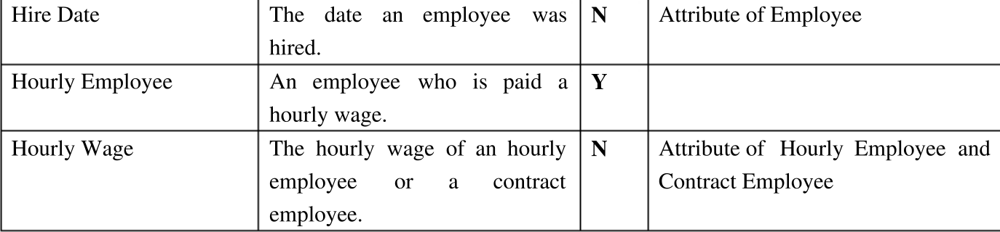 Hire Date
The date an employee was
hired.
N
Attribute of Employee
Hourly Employee
An employee who is paid a
hourly wage.
Y
Hourly Wage
The hourly wage of an hourly
employee or a contract
employee.
N
Attribute of Hourly Employee and
Contract Employee